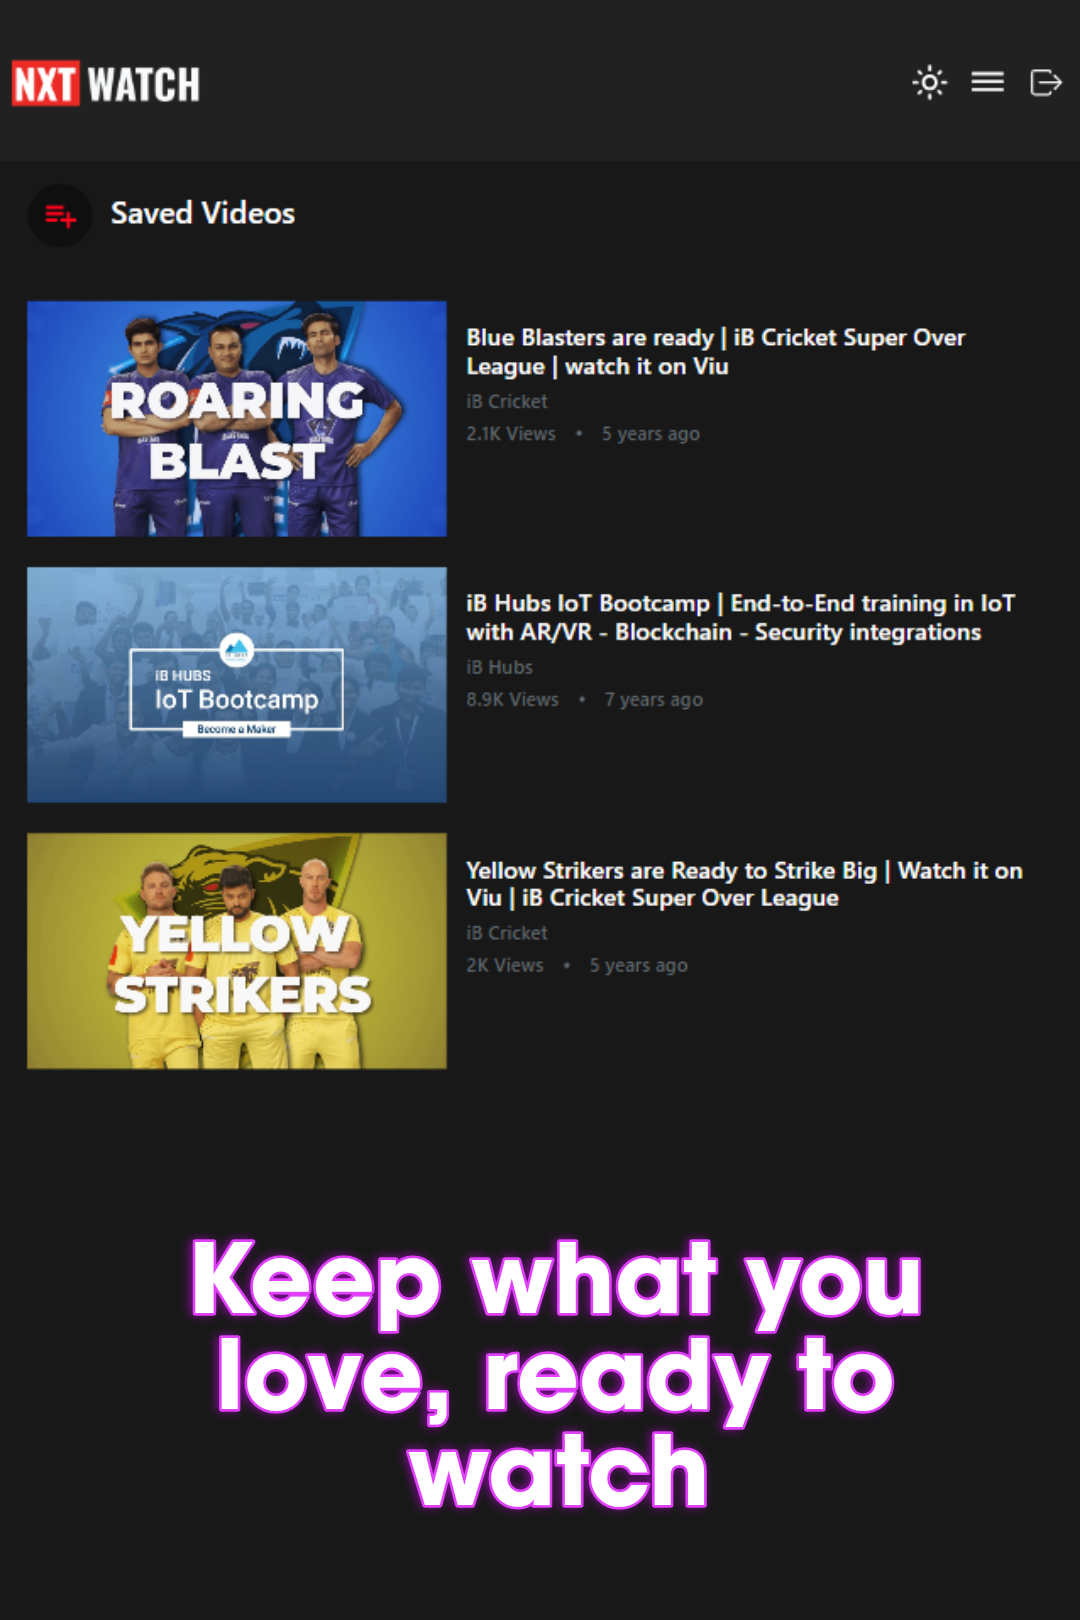 NXT WATCH
Saved Videos
ROARING
BLAST
Blue Blasters are ready | iB Cricket Super Over
League | watch it on Viu
iB Cricket
2.1K Views • 5 years ago
iB HUBS
IoT Bootcamp
Become a Maker
iB Hubs IoT Bootcamp | End-to-End training in IoT
with AR/VR - Blockchain - Security integrations
iB Hubs
8.9K Views • 7 years ago
YELLOW
STRIKERS
Yellow Strikers are Ready to Strike Big | Watch it on
Viu | iB Cricket Super Over League
iB Cricket
2K Views • 5 years ago
Keep what you
love, ready to
watch